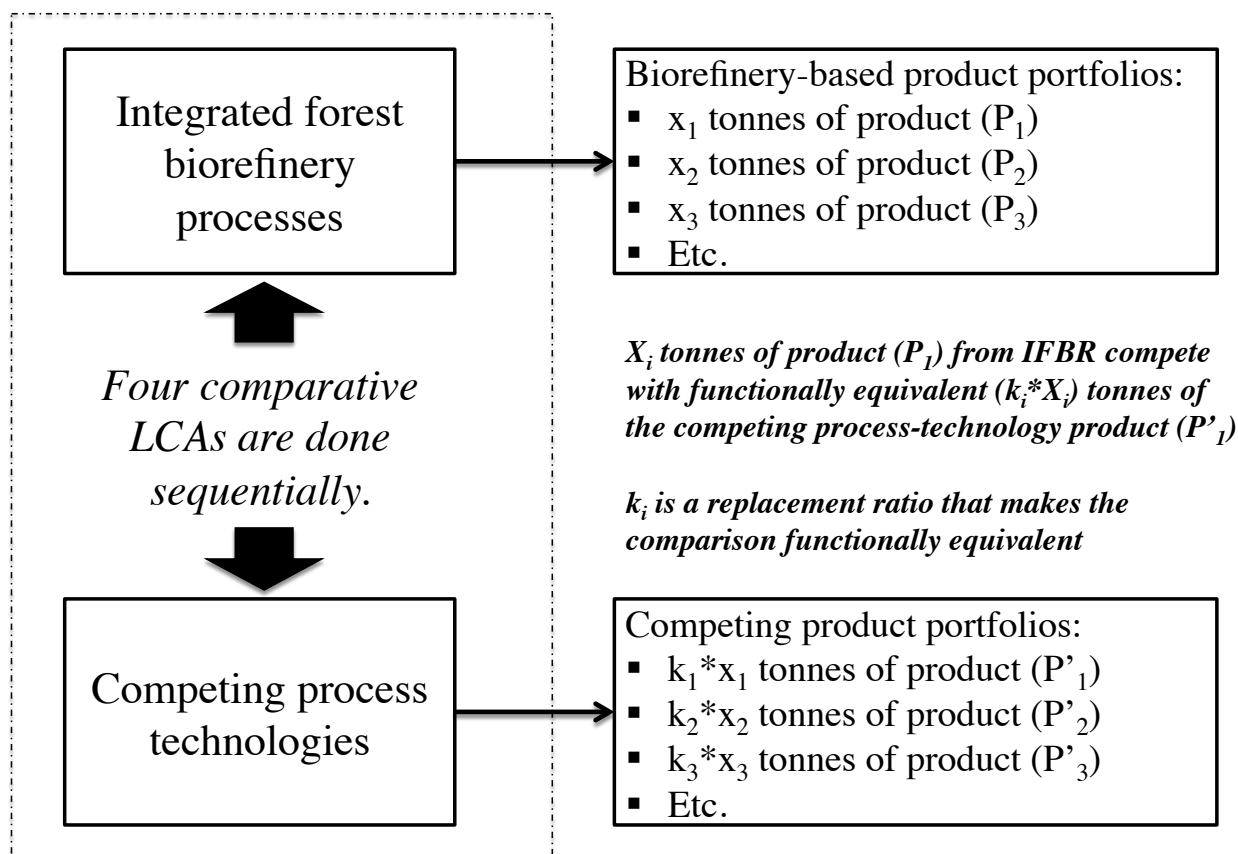 Integrated forest
biorefinery
processes
Biorefinery-based product portfolios:
▪ x₁ tonnes of product (P₁)
▪ x₂ tonnes of product (P₂)
▪ x₃ tonnes of product (P₃)
▪ Etc.
Four comparative
LCAs are done
sequentially.
Xᵢ tonnes of product (P₁) from IFBR compete
with functionally equivalent (kᵢ*Xᵢ) tonnes of
the competing process-technology product (P’₁)
kᵢ is a replacement ratio that makes the
comparison functionally equivalent
Competing process
technologies
Competing product portfolios:
▪ k₁*x₁ tonnes of product (P’₁)
▪ k₂*x₂ tonnes of product (P’₂)
▪ k₃*x₃ tonnes of product (P’₃)
▪ Etc.